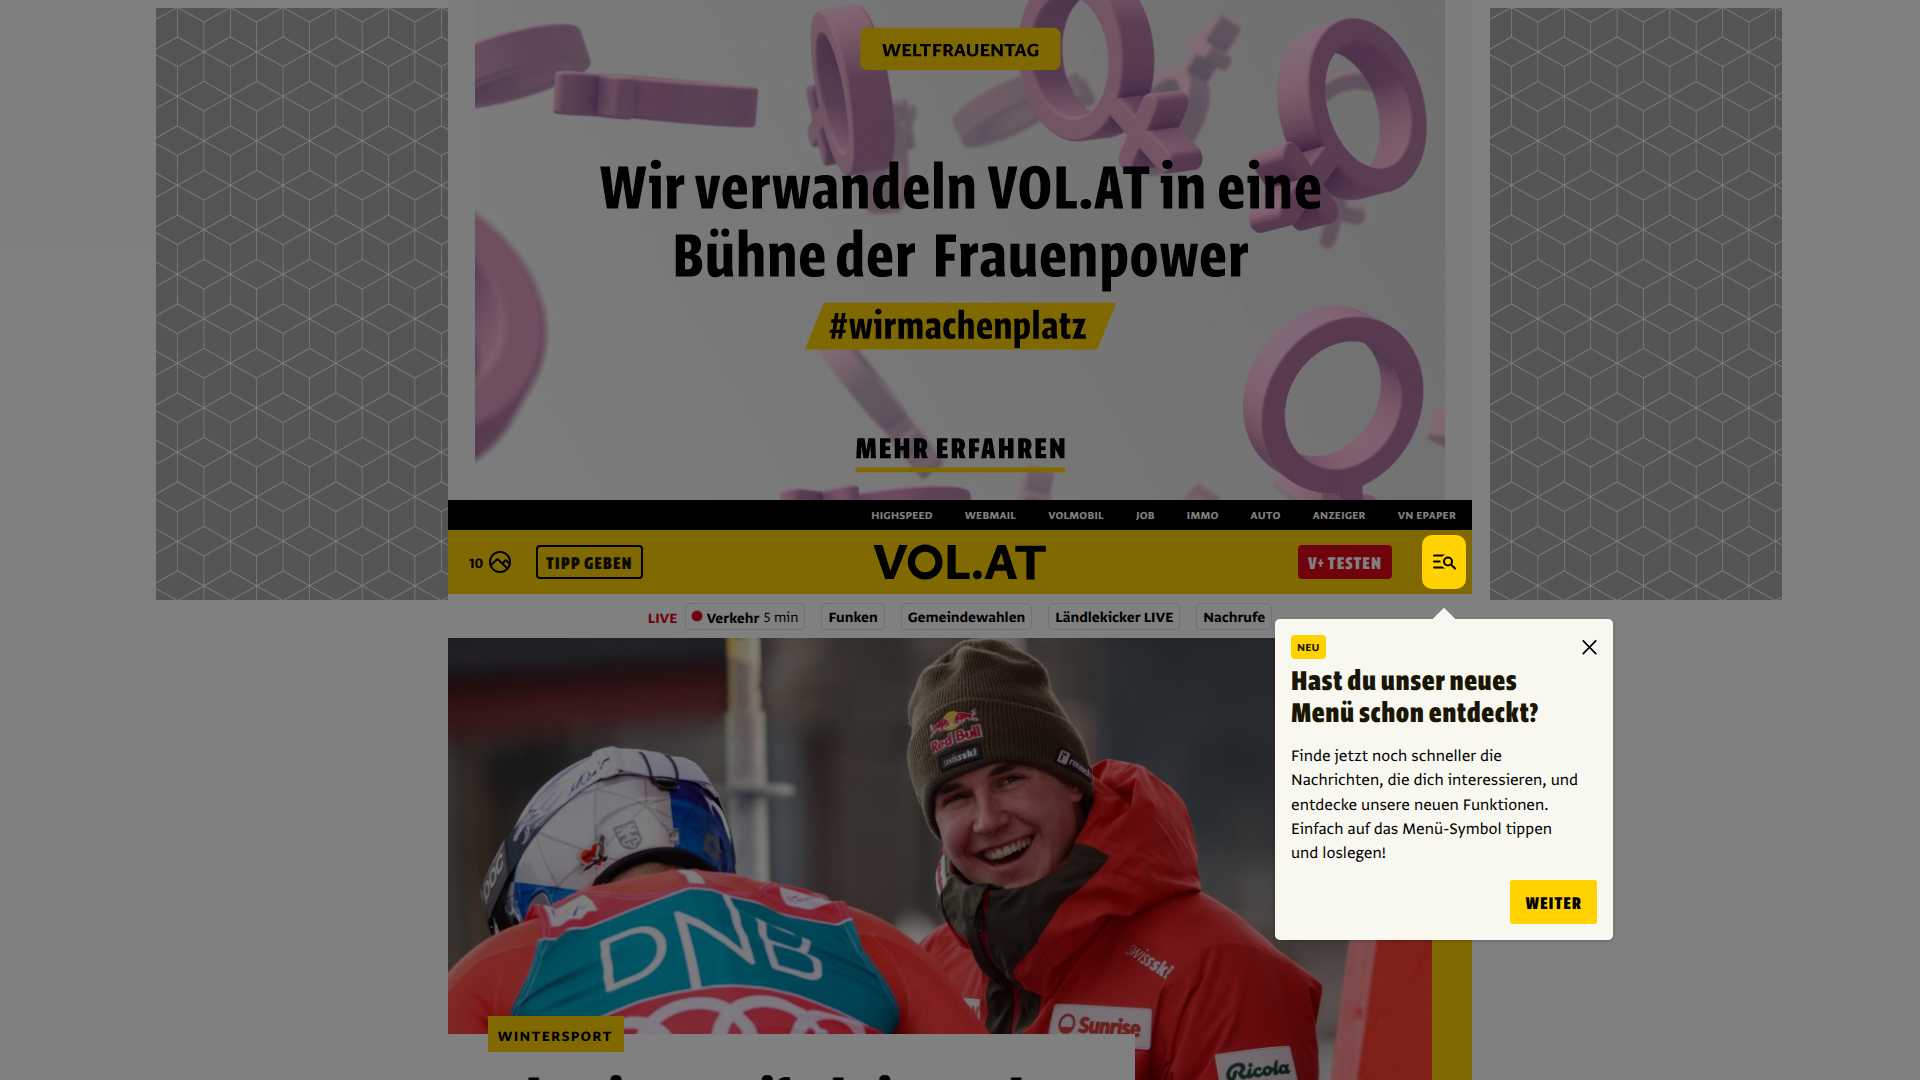 WELTFRAUENTAG
Wir verwandeln VOL.AT in eine
Bühne der Frauenpower
#wirmachenplatz
MEHR ERFAHREN
HIGHSPEED WEBMAIL VOLMOBIL JOB IMMO AUTO ANZEIGER VN EPAPER
10 TIPP GEBEN VOL.AT V+ TESTEN
LIVE Verkehr 5 min Funken Gemeindewahlen Ländlekicker LIVE Nachrufe
NEU
Hast du unser neues
Menü schon entdeckt?
Finde jetzt noch schneller die
Nachrichten, die dich interessieren, und
entdecke unsere neuen Funktionen.
Einfach auf das Menü-Symbol tippen
und loslegen!
WEITER
Red Bull
swissski
DNB
swissski
Sunrise
Ricola
WINTERSPORT